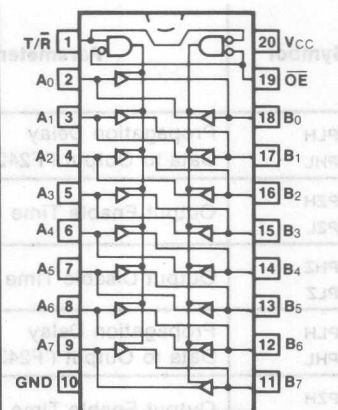 T/R̅ 1 20 VCC
A0 2 19 O̅E̅
A1 3 18 B0
A2 4 17 B1
A3 5 16 B2
A4 6 15 B3
A5 7 14 B4
A6 8 13 B5
A7 9 12 B6
GND 10 11 B7